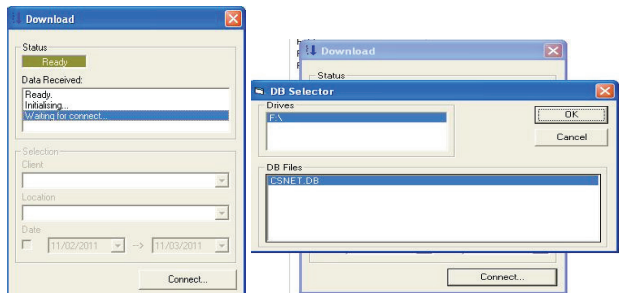 Download
Status
Ready
Data Received:
Ready.
Initialising...
Waiting for connect...
Selection
Client
Location
Date
11/02/2011 --> 11/03/2011
Connect...
Download
Status
DB Selector
Drives
F:\
OK
Cancel
DB Files
CSNET.DB
Connect...